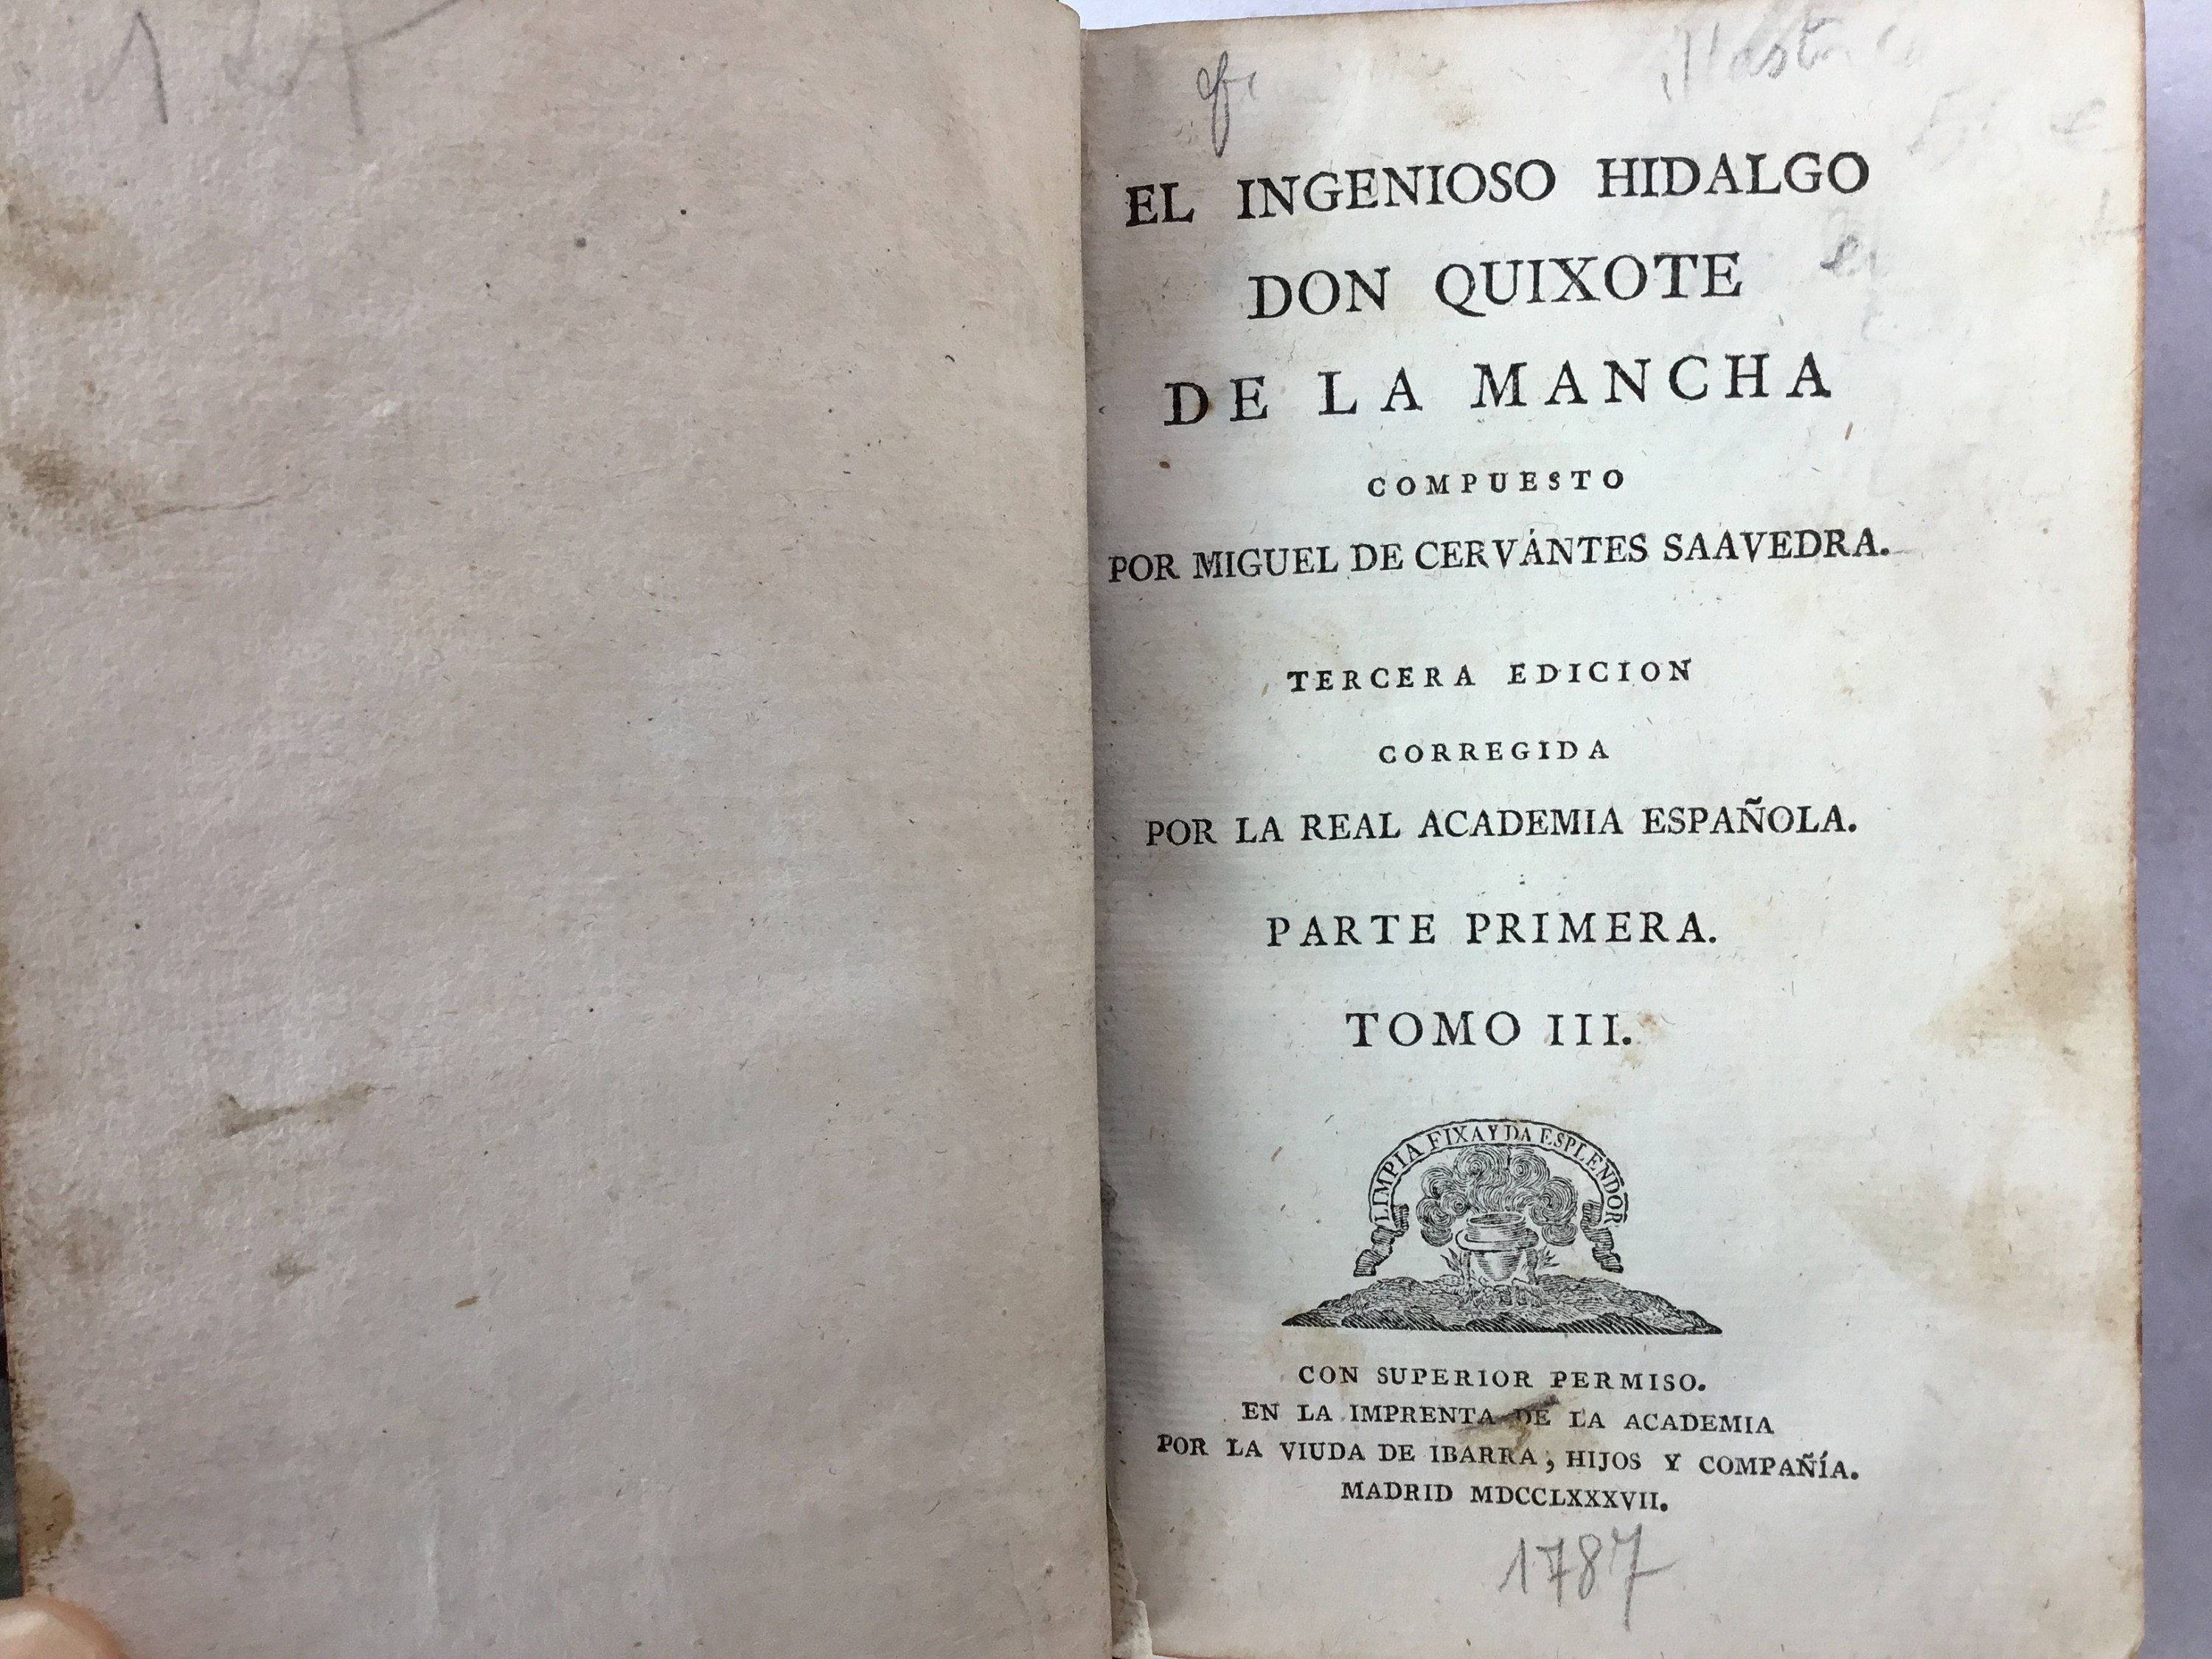 EL INGENIOSO HIDALGO
DON QUIXOTE
DE LA MANCHA
COMPUESTO
POR MIGUEL DE CERVÁNTES SAAVEDRA.
TERCERA EDICION
CORREGIDA
POR LA REAL ACADEMIA ESPAÑOLA.
PARTE PRIMERA.
TOMO III.
LIMPIA FIXA Y DA ESPLENDOR
CON SUPERIOR PERMISO.
EN LA IMPRENTA DE LA ACADEMIA
POR LA VIUDA DE IBARRA, HIJOS Y COMPAÑÍA.
MADRID MDCCLXXXVII.
1787